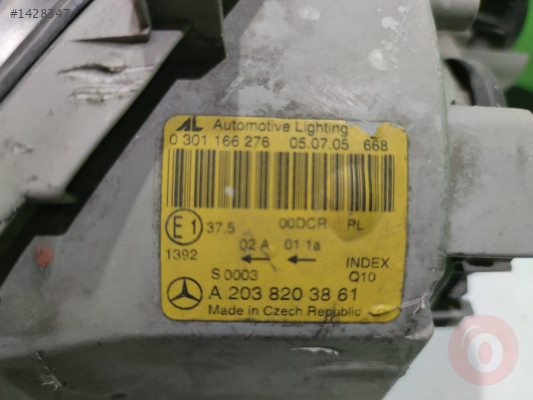 #1428347
AL Automotive Lighting
0 301 166 276 05.07.05 668
E1 37.5 00DCR PL
02 A 01 1a
1392
INDEX
S 0003 Q10
A 203 820 38 61
Made in Czech Republic